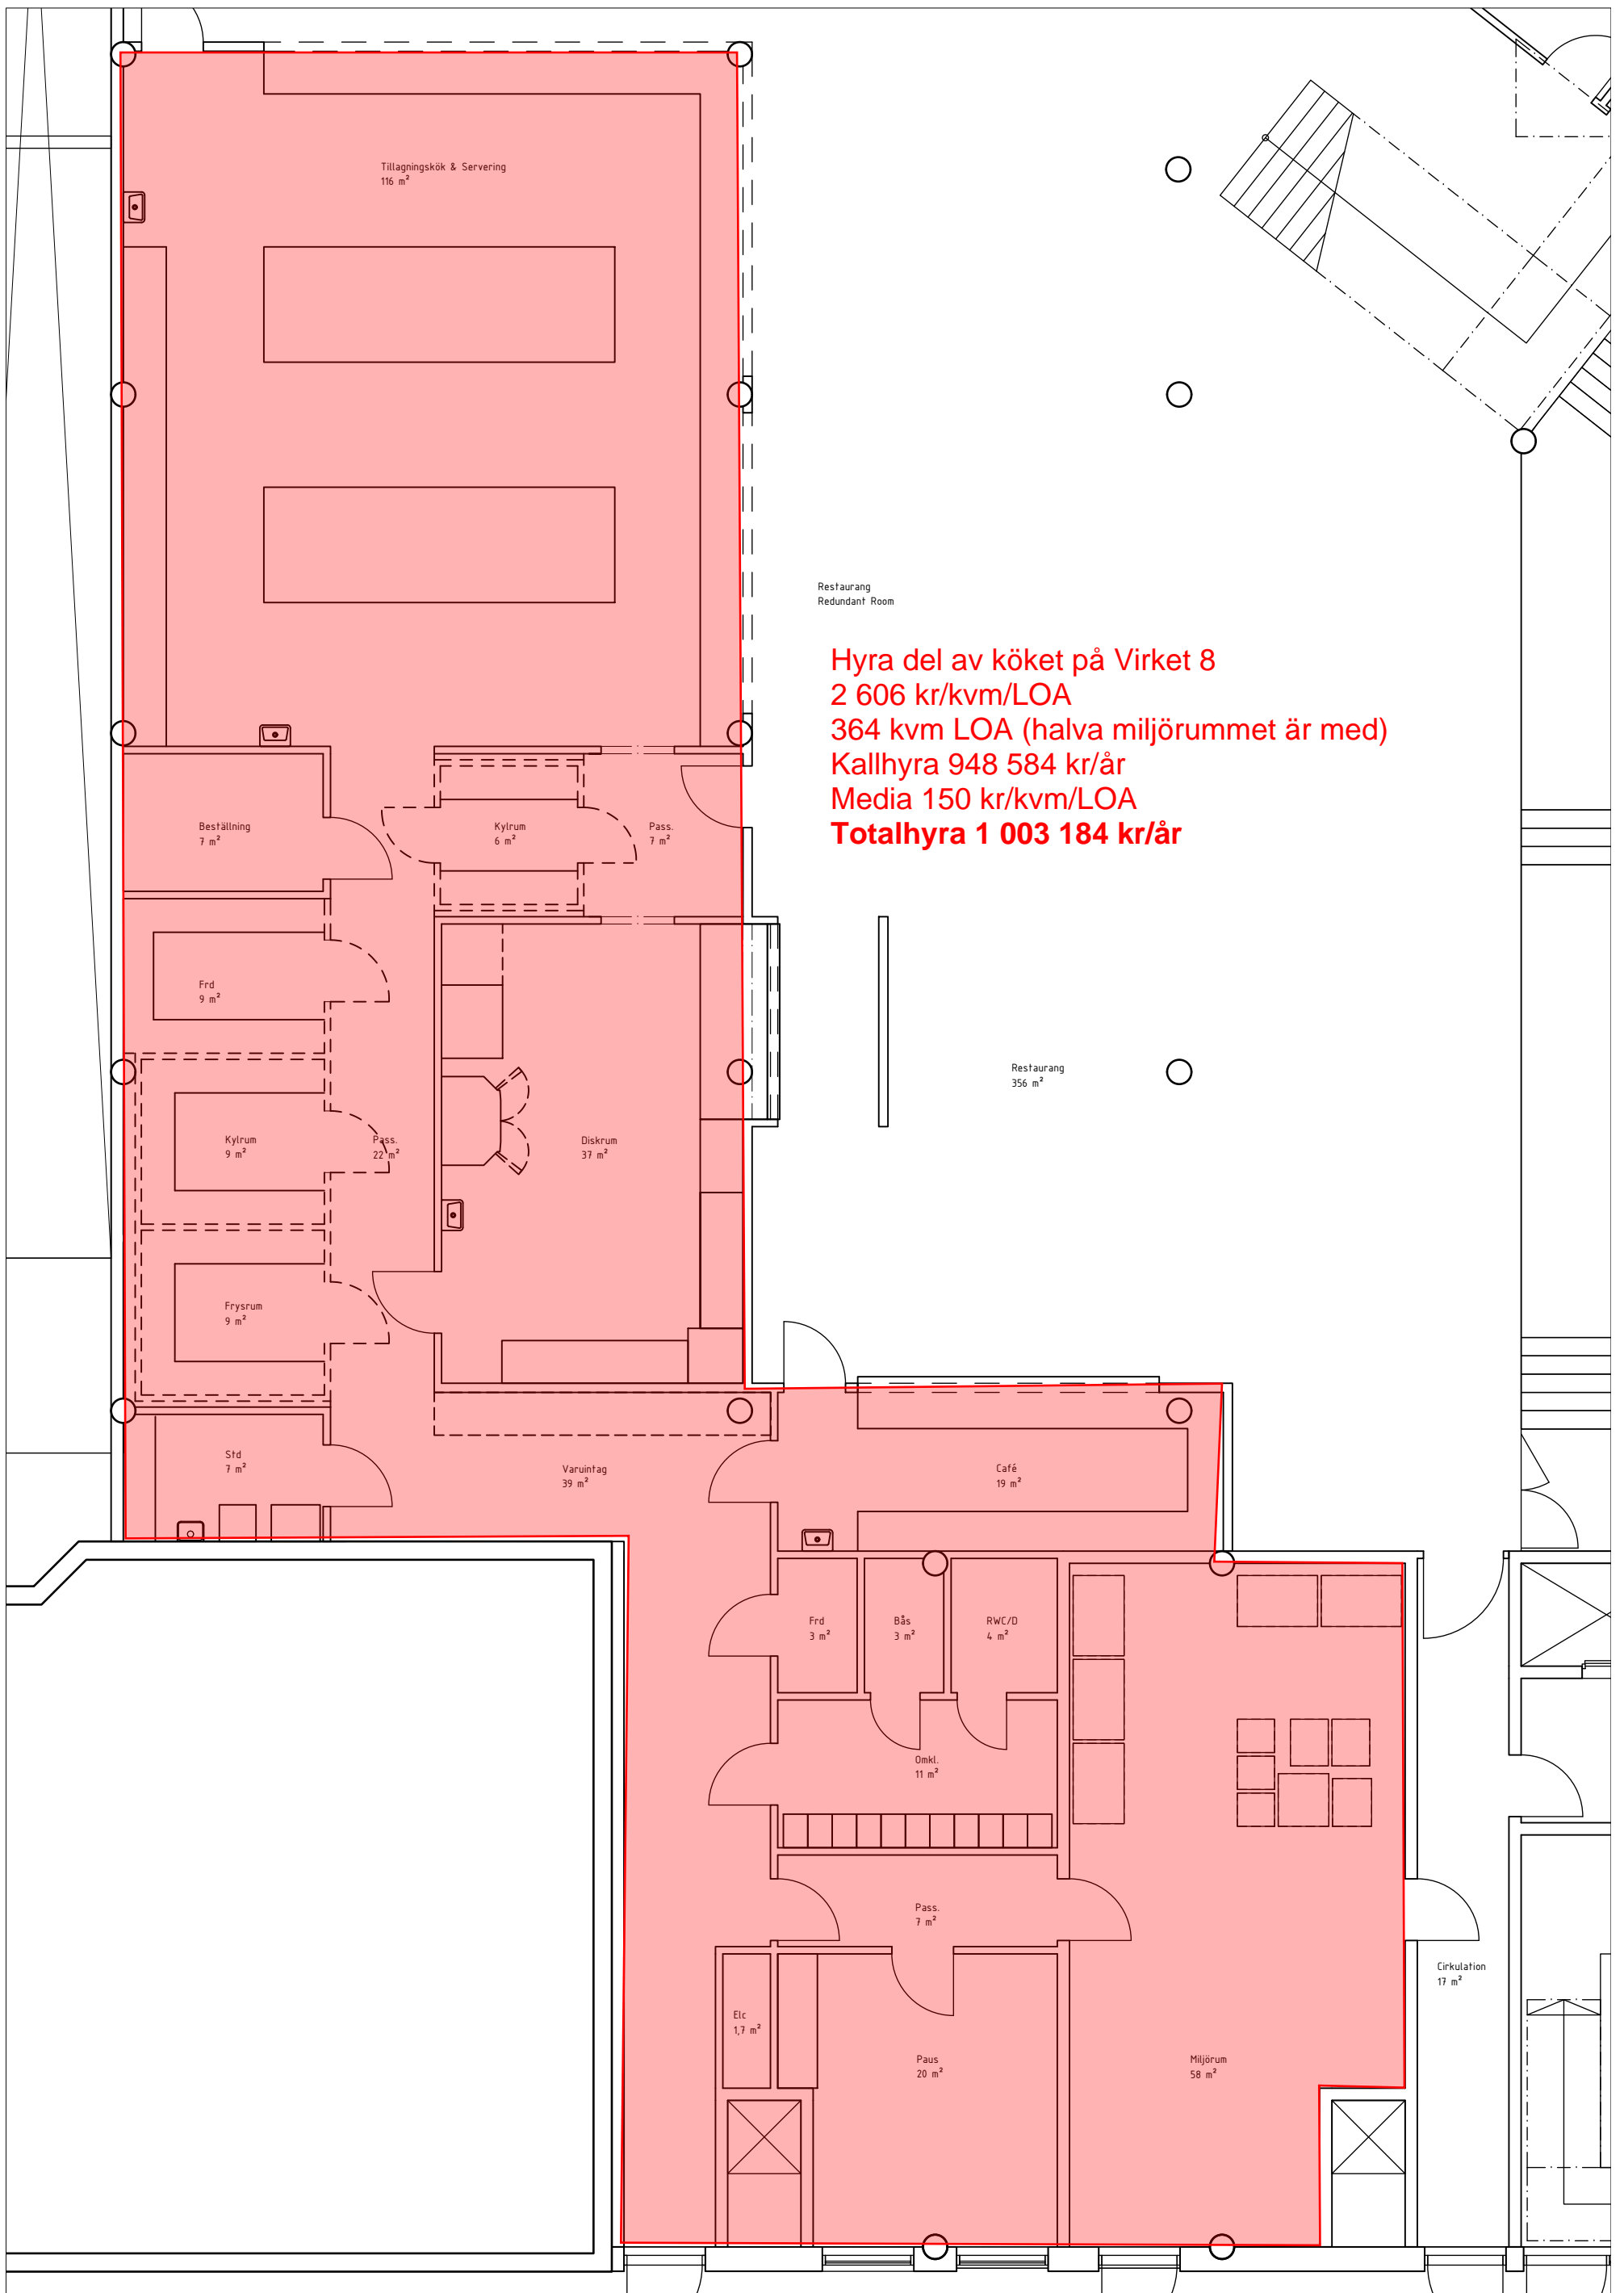 Tillagningskök & Servering
116 m²
Restaurang
Redundant Room
Hyra del av köket på Virket 8
2 606 kr/kvm/LOA
364 kvm LOA (halva miljörummet är med)
Kallhyra 948 584 kr/år
Media 150 kr/kvm/LOA
Totalhyra 1 003 184 kr/år
Beställning
7 m²
Kylrum
6 m²
Pass.
7 m²
Frd
9 m²
Restaurang
356 m²
Kylrum
9 m²
Pass.
22 m²
Diskrum
37 m²
Frysrum
9 m²
Std
7 m²
Varuintag
39 m²
Café
19 m²
Frd
3 m²
Bås
3 m²
RWC/D
4 m²
Omkl.
11 m²
Pass.
7 m²
Cirkulation
17 m²
Elc
1,7 m²
Paus
20 m²
Miljörum
58 m²